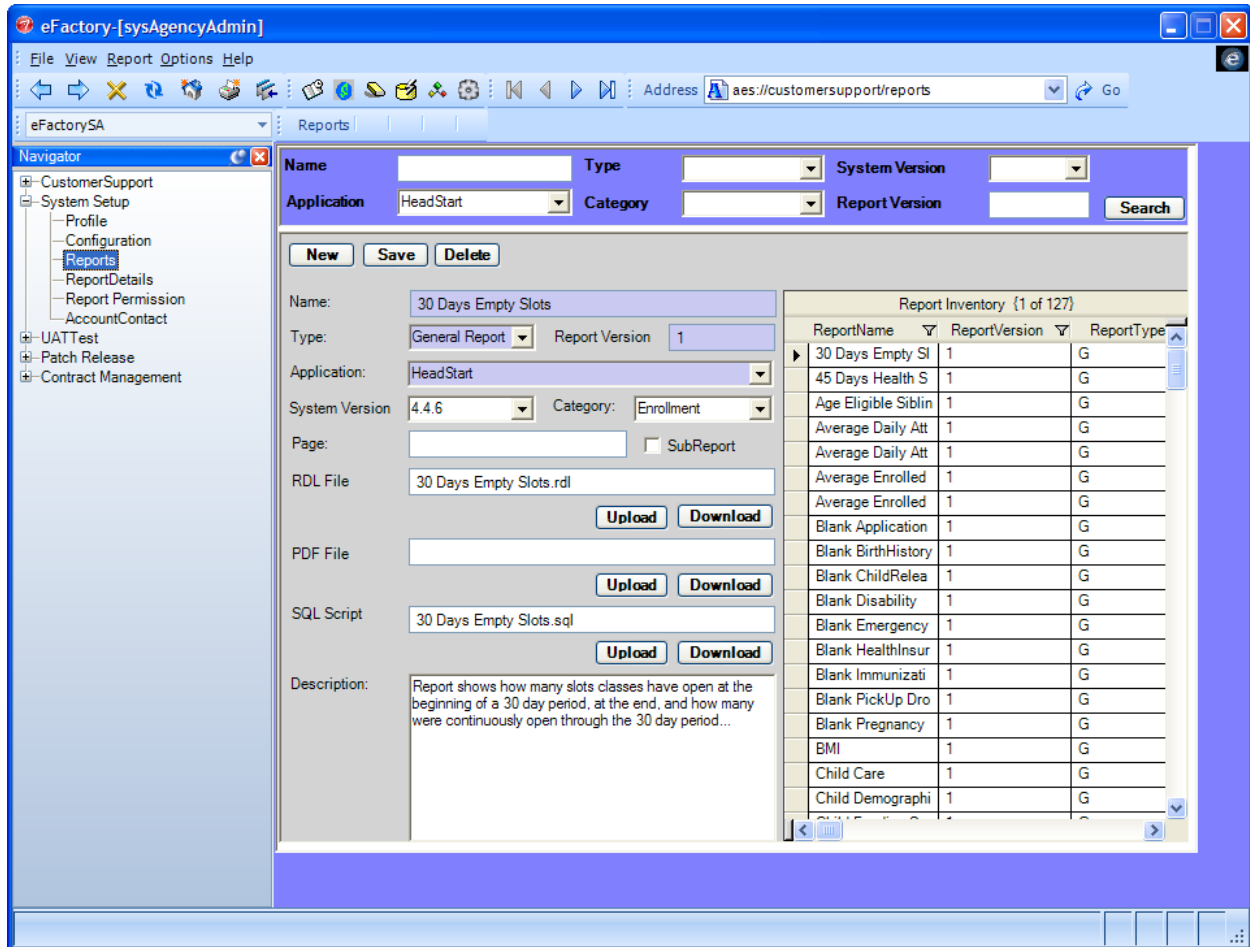 eFactory-[sysAgencyAdmin]
File View Report Options Help
Address aes://customersupport/reports Go
eFactorySA Reports
Navigator
CustomerSupport
System Setup
Profile
Configuration
Reports
ReportDetails
Report Permission
AccountContact
UATTest
Patch Release
Contract Management
Name Type System Version
Application HeadStart Category Report Version Search
New Save Delete
Name: 30 Days Empty Slots
Type: General Report Report Version 1
Application: HeadStart
System Version 4.4.6 Category: Enrollment
Page: SubReport
RDL File 30 Days Empty Slots.rdl
Upload Download
PDF File
Upload Download
SQL Script 30 Days Empty Slots.sql
Upload Download
Description: Report shows how many slots classes have open at the
beginning of a 30 day period, at the end, and how many
were continuously open through the 30 day period...
Report Inventory {1 of 127}
ReportName ReportVersion ReportType
30 Days Empty Sl 1 G
45 Days Health S 1 G
Age Eligible Siblin 1 G
Average Daily Att 1 G
Average Daily Att 1 G
Average Enrolled 1 G
Average Enrolled 1 G
Blank Application 1 G
Blank BirthHistory 1 G
Blank ChildRelea 1 G
Blank Disability 1 G
Blank Emergency 1 G
Blank HealthInsur 1 G
Blank Immunizati 1 G
Blank PickUp Dro 1 G
Blank Pregnancy 1 G
BMI 1 G
Child Care 1 G
Child Demographi 1 G